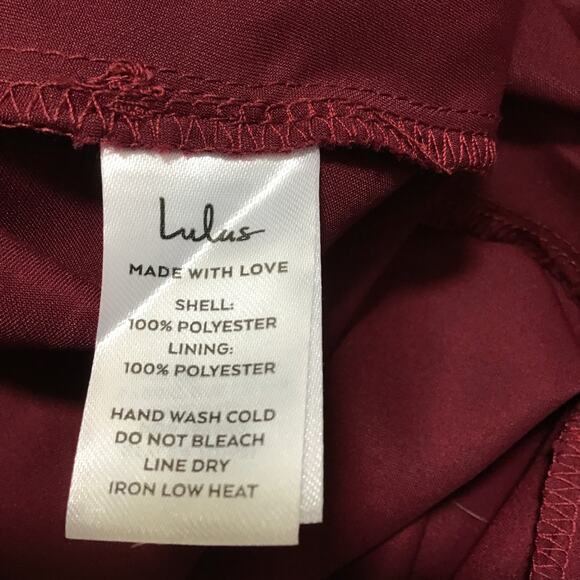 Lulus
MADE WITH LOVE
SHELL:
100% POLYESTER
LINING:
100% POLYESTER
HAND WASH COLD
DO NOT BLEACH
LINE DRY
IRON LOW HEAT